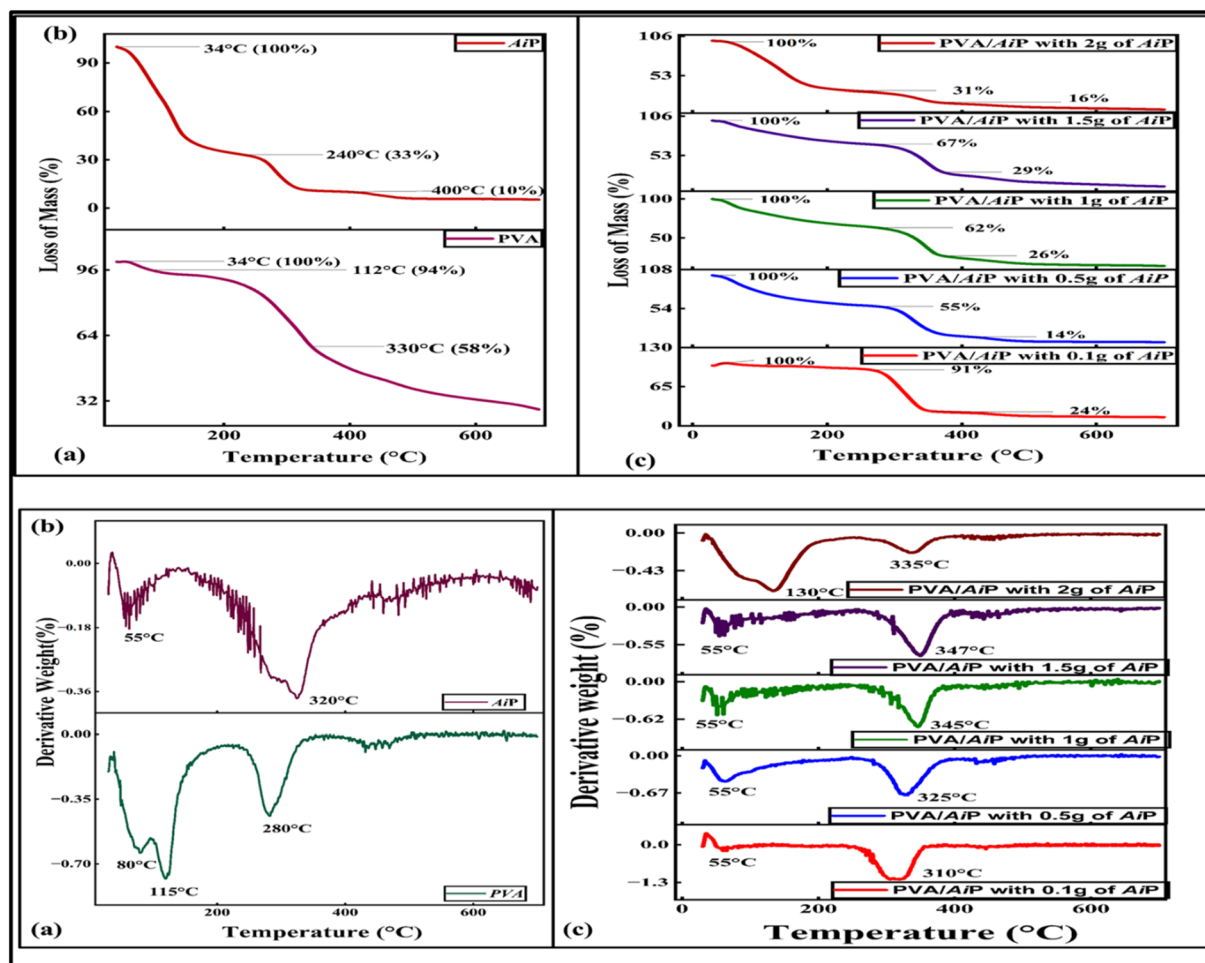 (b)
AiP
34°C (100%)
90
60
30
0
240°C (33%)
400°C (10%)
Loss of Mass (%)
PVA
34°C (100%)
96
112°C (94%)
64
330°C (58%)
32
200
400
600
(a)
Temperature (°C)
106
PVA/AiP with 2g of AiP
100%
53
31%
16%
106
PVA/AiP with 1.5g of AiP
100%
67%
53
29%
100
PVA/AiP with 1g of AiP
100%
62%
50
26%
108
PVA/AiP with 0.5g of AiP
100%
54
55%
14%
130
PVA/AiP with 0.1g of AiP
100%
91%
65
24%
0
Loss of Mass (%)
0
200
400
600
Temperature (°C)
(c)
(b)
0.00
−0.18
55°C
−0.36
320°C
AiP
Derivative Weight(%)
0.00
−0.35
280°C
−0.70
80°C
115°C
PVA
200
400
600
(a)
Temperature (°C)
0.00
335°C
−0.43
130°C
PVA/AiP with 2g of AiP
0.00
−0.55
55°C
347°C
PVA/AiP with 1.5g of AiP
0.00
−0.62
55°C
345°C
PVA/AiP with 1g of AiP
0.00
−0.67
55°C
325°C
PVA/AiP with 0.5g of AiP
0.0
55°C
310°C
−1.3
PVA/AiP with 0.1g of AiP
Derivative weight (%)
0
200
400
600
(c)
Temperature (°C)